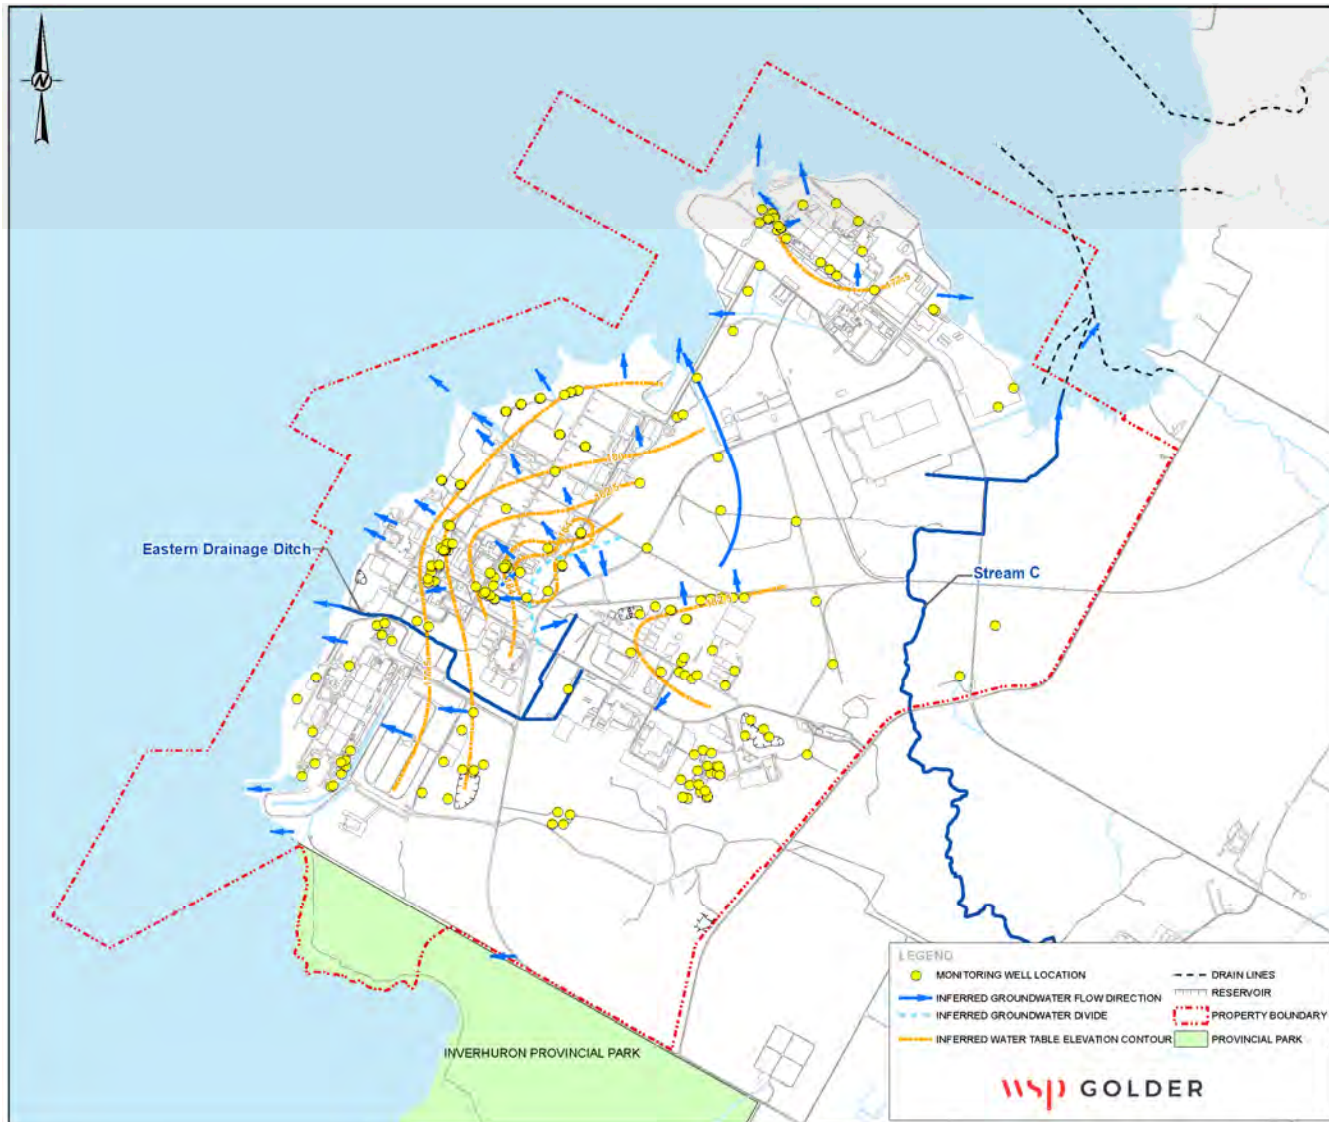 N
Eastern Drainage Ditch
Stream C
INVERHURON PROVINCIAL PARK
LEGEND
MONITORING WELL LOCATION
INFERRED GROUNDWATER FLOW DIRECTION
INFERRED GROUNDWATER DIVIDE
INFERRED WATER TABLE ELEVATION CONTOUR
DRAIN LINES
RESERVOIR
PROPERTY BOUNDARY
PROVINCIAL PARK
wsp GOLDER